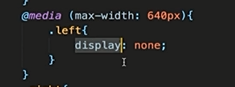 }
@media (max-width: 640px){
.left{
display: none;
}
}